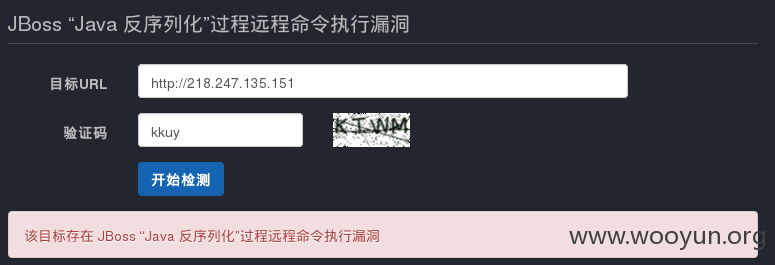 JBoss “Java 反序列化”过程远程命令执行漏洞
目标URL http://218.247.135.151
验证码 kkuy KTWM
开始检测
该目标存在 JBoss “Java 反序列化”过程远程命令执行漏洞
www.wooyun.org